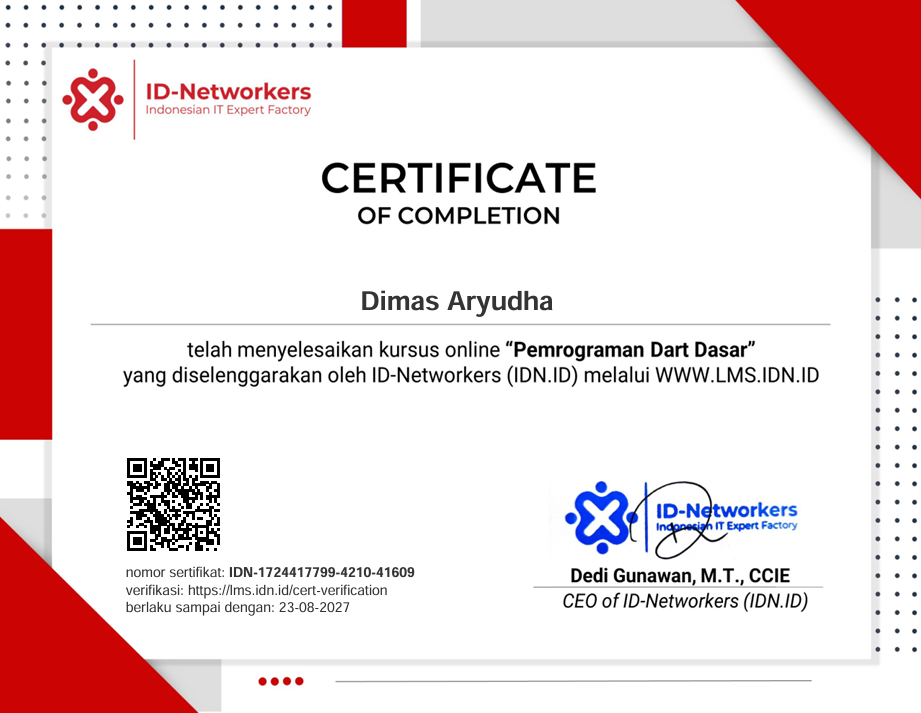 ID-Networkers
Indonesian IT Expert Factory
CERTIFICATE
OF COMPLETION
Dimas Aryudha
telah menyelesaikan kursus online “Pemrograman Dart Dasar”
yang diselenggarakan oleh ID-Networkers (IDN.ID) melalui WWW.LMS.IDN.ID
nomor sertifikat: IDN-1724417799-4210-41609
verifikasi: https://lms.idn.id/cert-verification
berlaku sampai dengan: 23-08-2027
ID-Networkers
Indonesian IT Expert Factory
Dedi Gunawan, M.T., CCIE
CEO of ID-Networkers (IDN.ID)